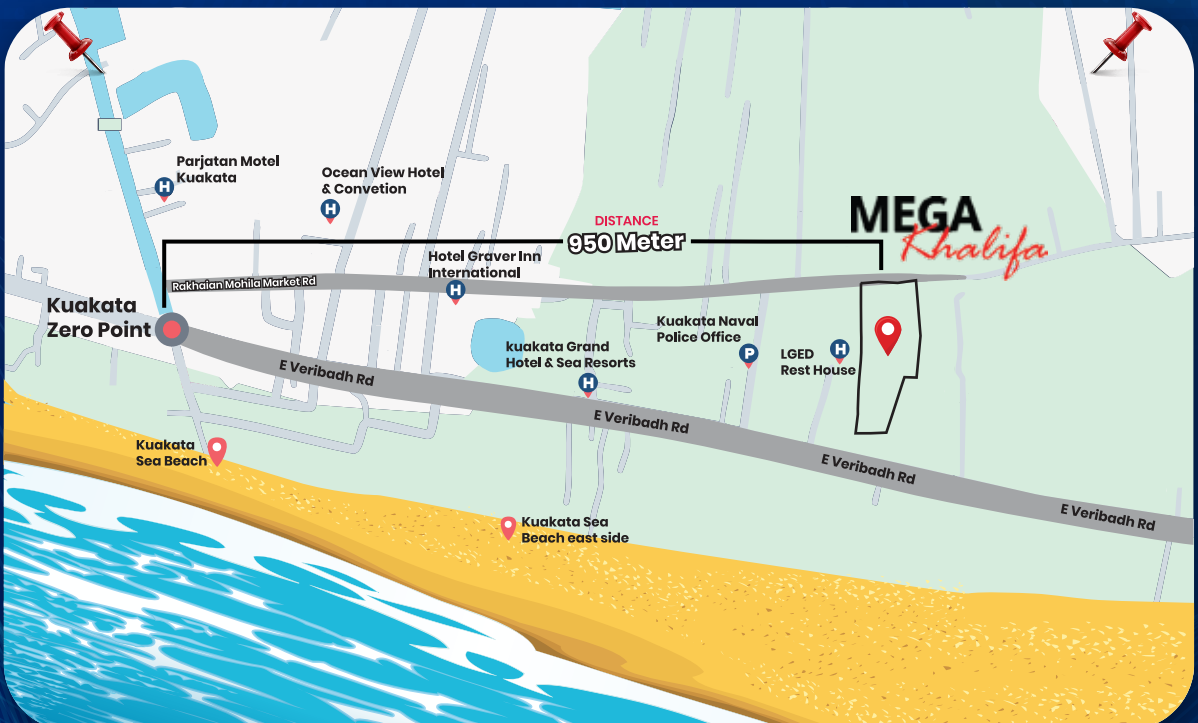 Parjatan Motel
Kuakata
H
Ocean View Hotel
& Convetion
H
DISTANCE
950 Meter
MEGA
Khalifa
Hotel Graver Inn
International
H
Rakhaian Mohila Market Rd
Kuakata
Zero Point
E Veribadh Rd
kuakata Grand
Hotel & Sea Resorts
H
Kuakata Naval
Police Office
P
LGED
Rest House
H
E Veribadh Rd
E Veribadh Rd
E Veribadh Rd
Kuakata
Sea Beach
Kuakata Sea
Beach east side